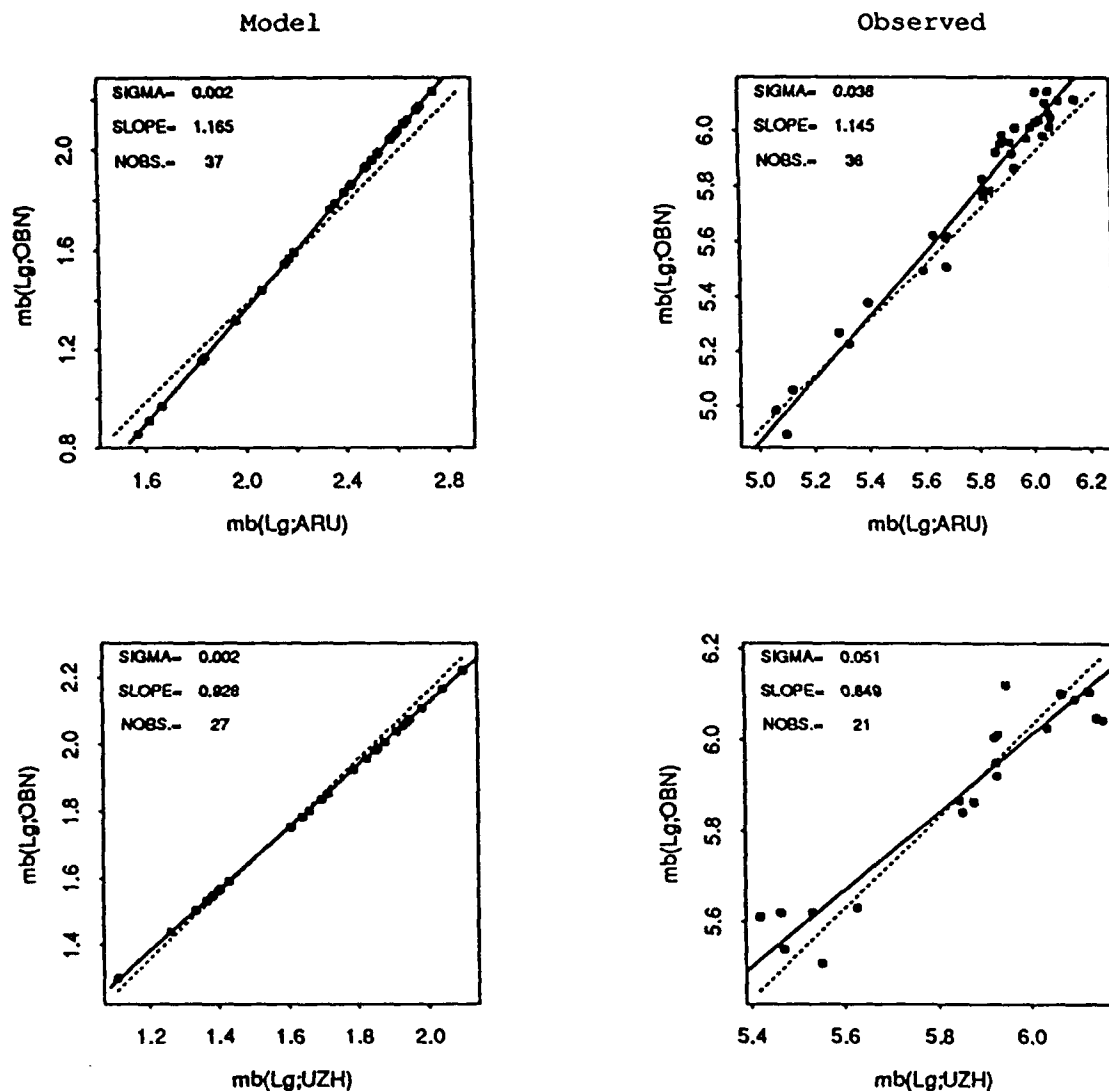 Model
Observed
SIGMA= 0.002
SLOPE= 1.165
NOBS.= 37
mb(Lg;OBN)
0.8 1.2 1.6 2.0
1.6 2.0 2.4 2.8
mb(Lg;ARU)
SIGMA= 0.038
SLOPE= 1.145
NOBS.= 36
mb(Lg;OBN)
5.0 5.2 5.4 5.6 5.8 6.0
5.0 5.2 5.4 5.6 5.8 6.0 6.2
mb(Lg;ARU)
SIGMA= 0.002
SLOPE= 0.928
NOBS.= 27
mb(Lg;OBN)
1.4 1.6 1.8 2.0 2.2
1.2 1.4 1.6 1.8 2.0
mb(Lg;UZH)
SIGMA= 0.051
SLOPE= 0.849
NOBS.= 21
mb(Lg;OBN)
5.6 5.8 6.0 6.2
5.4 5.6 5.8 6.0
mb(Lg;UZH)